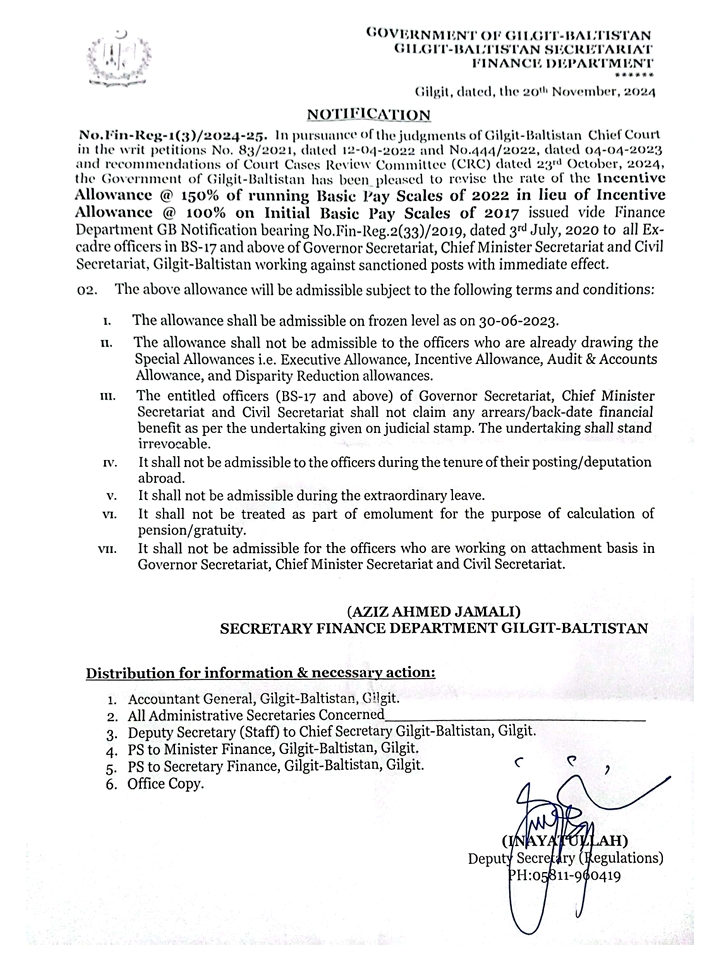 GOVERNMENT OF GILGIT-BALTISTAN
GILGIT-BALTISTAN SECRETARIAT
FINANCE DEPARTMENT
******
Gilgit, dated, the 20th November, 2024
NOTIFICATION
No.Fin-Reg-1(3)/2024-25. In pursuance of the judgments of Gilgit-Baltistan Chief Court
in the writ petitions No. 83/2021, dated 12-04-2022 and No.444/2022, dated 04-04-2023
and recommendations of Court Cases Review Committee (CRC) dated 23rd October, 2024,
the Government of Gilgit-Baltistan has been pleased to revise the rate of the Incentive
Allowance @ 150% of running Basic Pay Scales of 2022 in lieu of Incentive
Allowance @ 100% on Initial Basic Pay Scales of 2017 issued vide Finance
Department GB Notification bearing No.Fin-Reg.2(33)/2019, dated 3rd July, 2020 to all Ex-
cadre officers in BS-17 and above of Governor Secretariat, Chief Minister Secretariat and Civil
Secretariat, Gilgit-Baltistan working against sanctioned posts with immediate effect.
02. The above allowance will be admissible subject to the following terms and conditions:
I. The allowance shall be admissible on frozen level as on 30-06-2023.
II. The allowance shall not be admissible to the officers who are already drawing the
Special Allowances i.e. Executive Allowance, Incentive Allowance, Audit & Accounts
Allowance, and Disparity Reduction allowances.
III. The entitled officers (BS-17 and above) of Governor Secretariat, Chief Minister
Secretariat and Civil Secretariat shall not claim any arrears/back-date financial
benefit as per the undertaking given on judicial stamp. The undertaking shall stand
irrevocable.
IV. It shall not be admissible to the officers during the tenure of their posting/deputation
abroad.
V. It shall not be admissible during the extraordinary leave.
VI. It shall not be treated as part of emolument for the purpose of calculation of
pension/gratuity.
VII. It shall not be admissible for the officers who are working on attachment basis in
Governor Secretariat, Chief Minister Secretariat and Civil Secretariat.
(AZIZ AHMED JAMALI)
SECRETARY FINANCE DEPARTMENT GILGIT-BALTISTAN
Distribution for information & necessary action:
1. Accountant General, Gilgit-Baltistan, Gilgit.
2. All Administrative Secretaries Concerned
3. Deputy Secretary (Staff) to Chief Secretary Gilgit-Baltistan, Gilgit.
4. PS to Minister Finance, Gilgit-Baltistan, Gilgit.
5. PS to Secretary Finance, Gilgit-Baltistan, Gilgit.
6. Office Copy.
(INAYATULLAH)
Deputy Secretary (Regulations)
PH:05811-960419